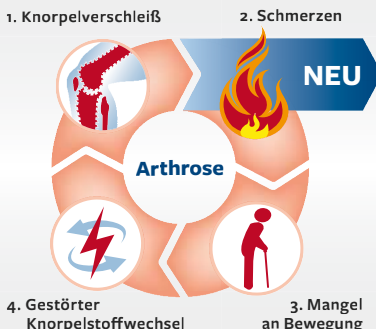 1. Knorpelverschleiß
2. Schmerzen
NEU
Arthrose
4. Gestörter
Knorpelstoffwechsel
3. Mangel
an Bewegung